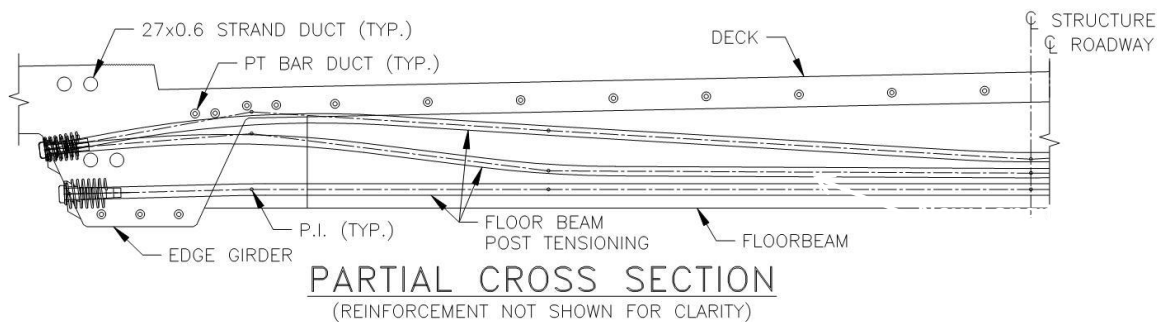 ℄ STRUCTURE
℄ ROADWAY
27x0.6 STRAND DUCT (TYP.)
DECK
PT BAR DUCT (TYP.)
P.I. (TYP.)
FLOOR BEAM
POST TENSIONING
FLOORBEAM
EDGE GIRDER
PARTIAL CROSS SECTION
(REINFORCEMENT NOT SHOWN FOR CLARITY)